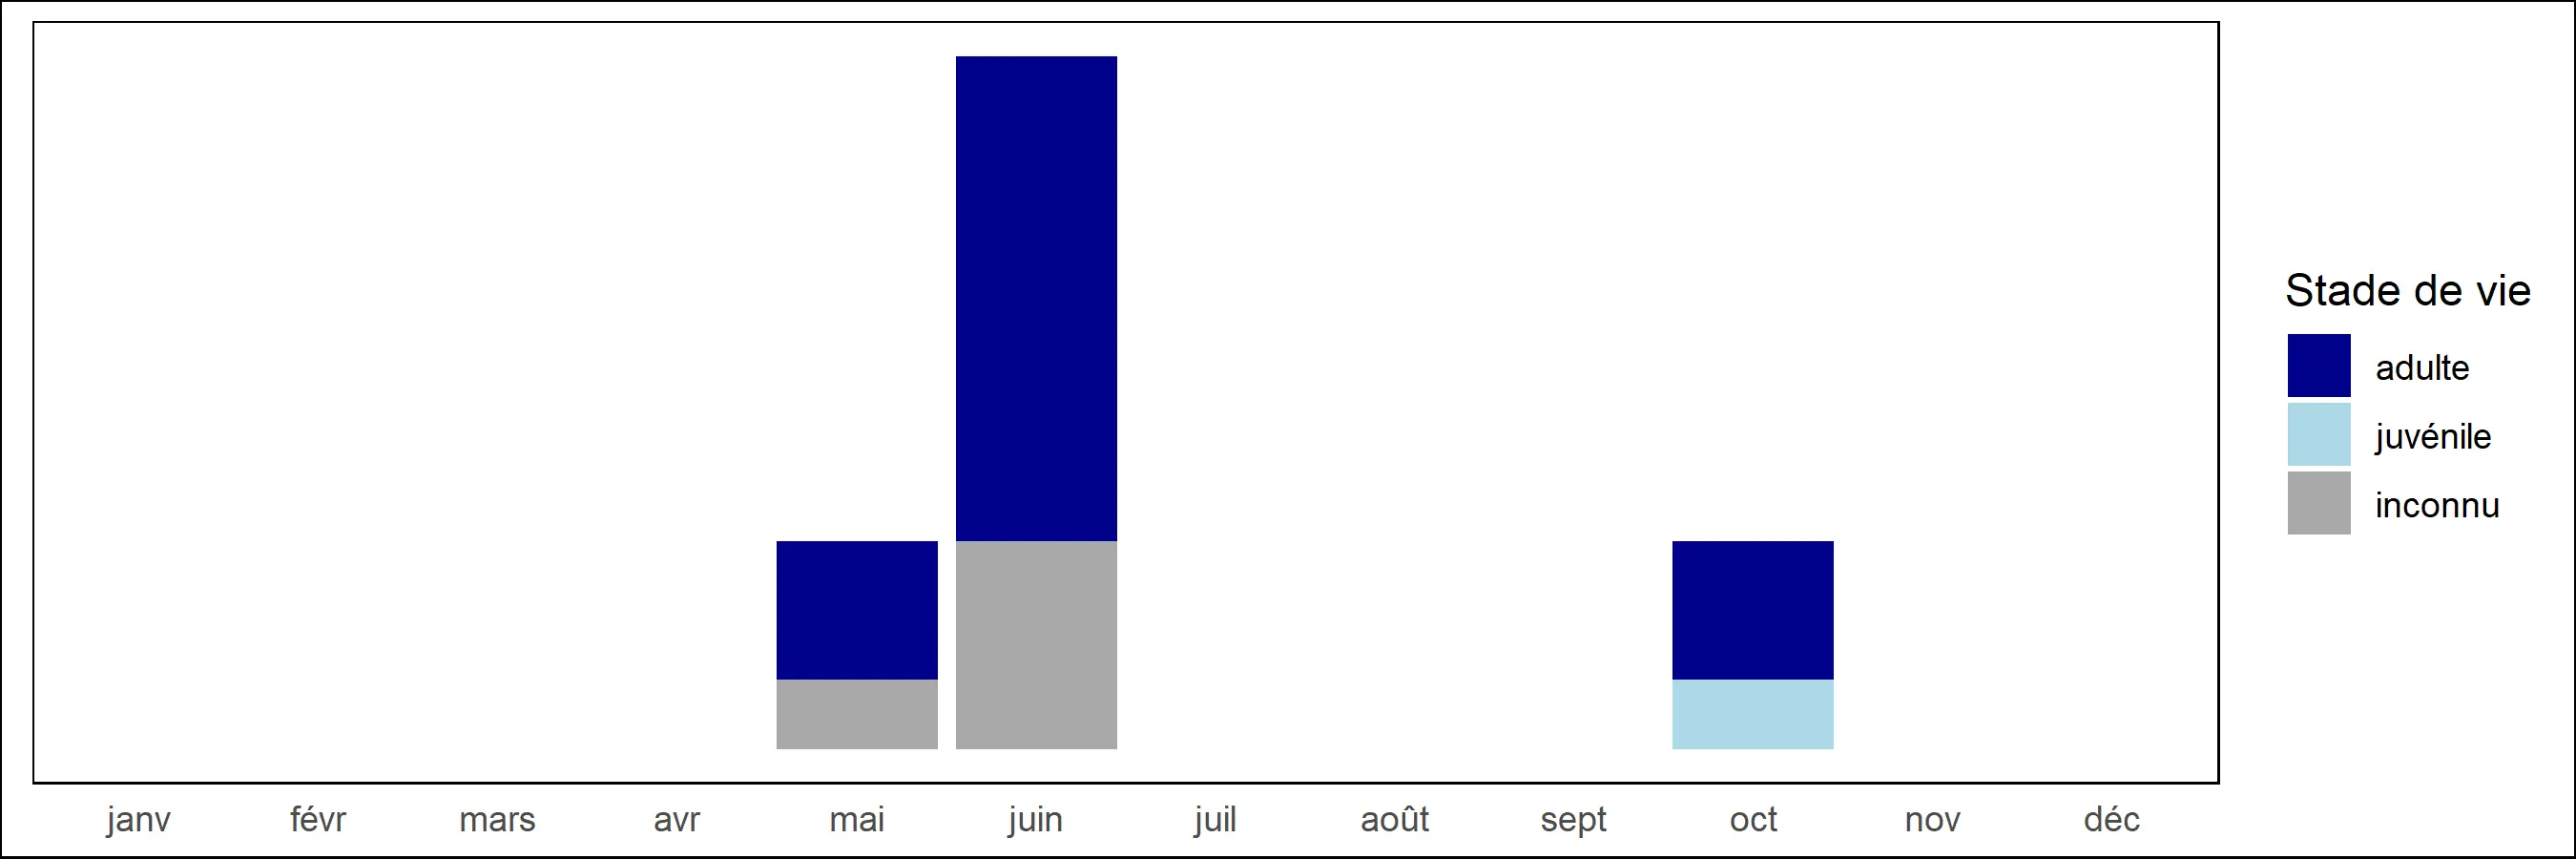 Stade de vie
adulte
juvénile
inconnu
janv févr mars avr mai juin juil août sept oct nov déc